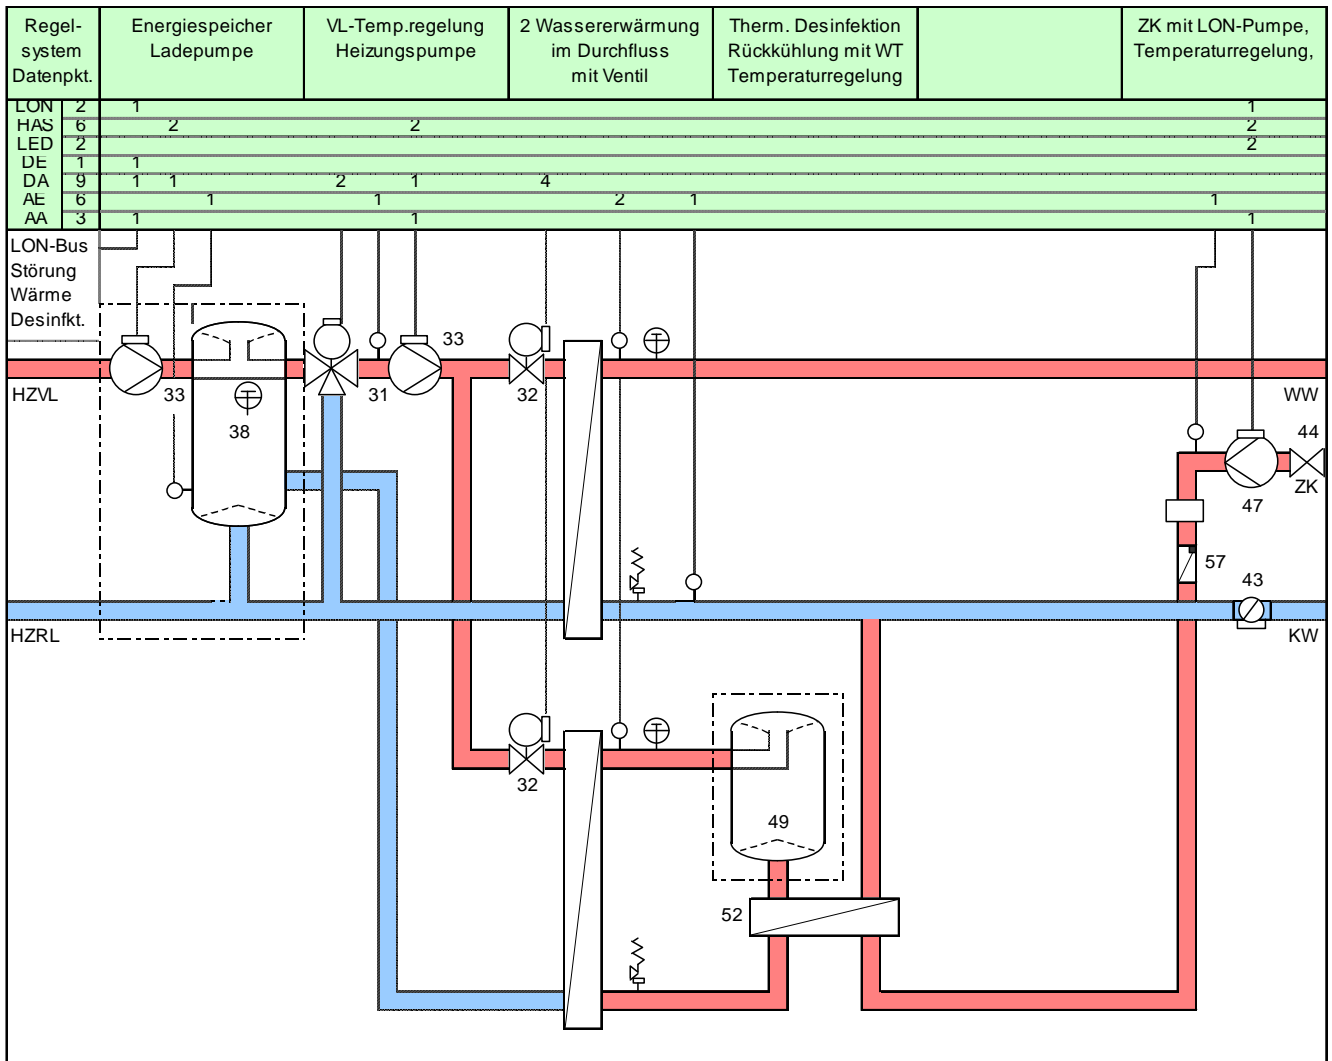 Regel-
system
Datenpkt.
Energiespeicher
Ladepumpe
VL-Temp.regelung
Heizungspumpe
2 Wassererwärmung
im Durchfluss
mit Ventil
Therm. Desinfektion
Rückkühlung mit WT
Temperaturregelung
ZK mit LON-Pumpe,
Temperaturregelung,
LON 2 1 1
HAS 6 2 2 2
LED 2 2
DE 1 1
DA 9 1 1 2 1 4
AE 6 1 1 2 1 1
AA 3 1 1 1
LON-Bus
Störung
Wärme
Desinfkt.
33
HZVL 33 31 32 WW
38 44
ZK
47
57
43
HZRL KW
32
49
52